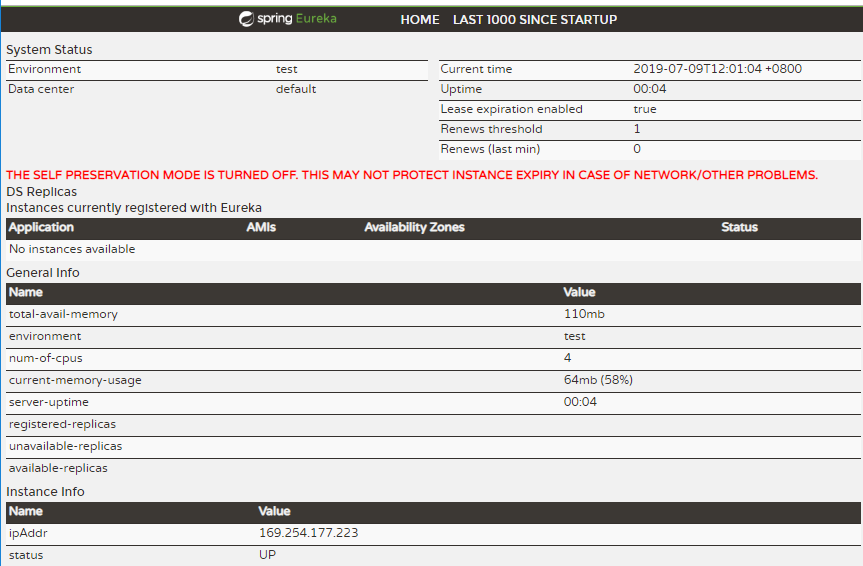 spring Eureka HOME LAST 1000 SINCE STARTUP
System Status
Environment test Current time 2019-07-09T12:01:04 +0800
Data center default Uptime 00:04
Lease expiration enabled true
Renews threshold 1
Renews (last min) 0
THE SELF PRESERVATION MODE IS TURNED OFF. THIS MAY NOT PROTECT INSTANCE EXPIRY IN CASE OF NETWORK/OTHER PROBLEMS.
DS Replicas
Instances currently registered with Eureka
Application AMIs Availability Zones Status
No instances available
General Info
Name Value
total-avail-memory 110mb
environment test
num-of-cpus 4
current-memory-usage 64mb (58%)
server-uptime 00:04
registered-replicas
unavailable-replicas
available-replicas
Instance Info
Name Value
ipAddr 169.254.177.223
status UP